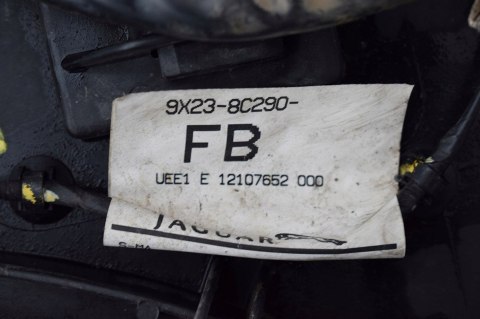 9X23-8C290-
FB
UEE1 E 12107652 000
JAGUAR